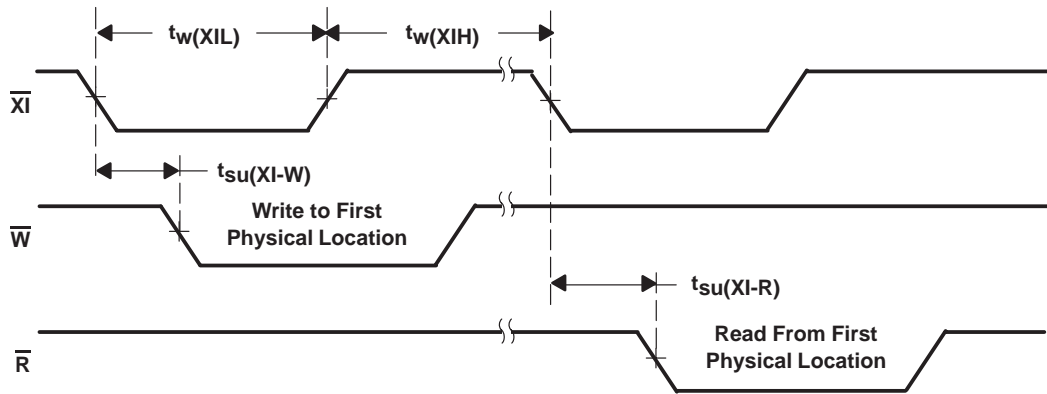 tw(XIL)
tw(XIH)
XI
tsu(XI-W)
Write to First
Physical Location
W
tsu(XI-R)
Read From First
Physical Location
R